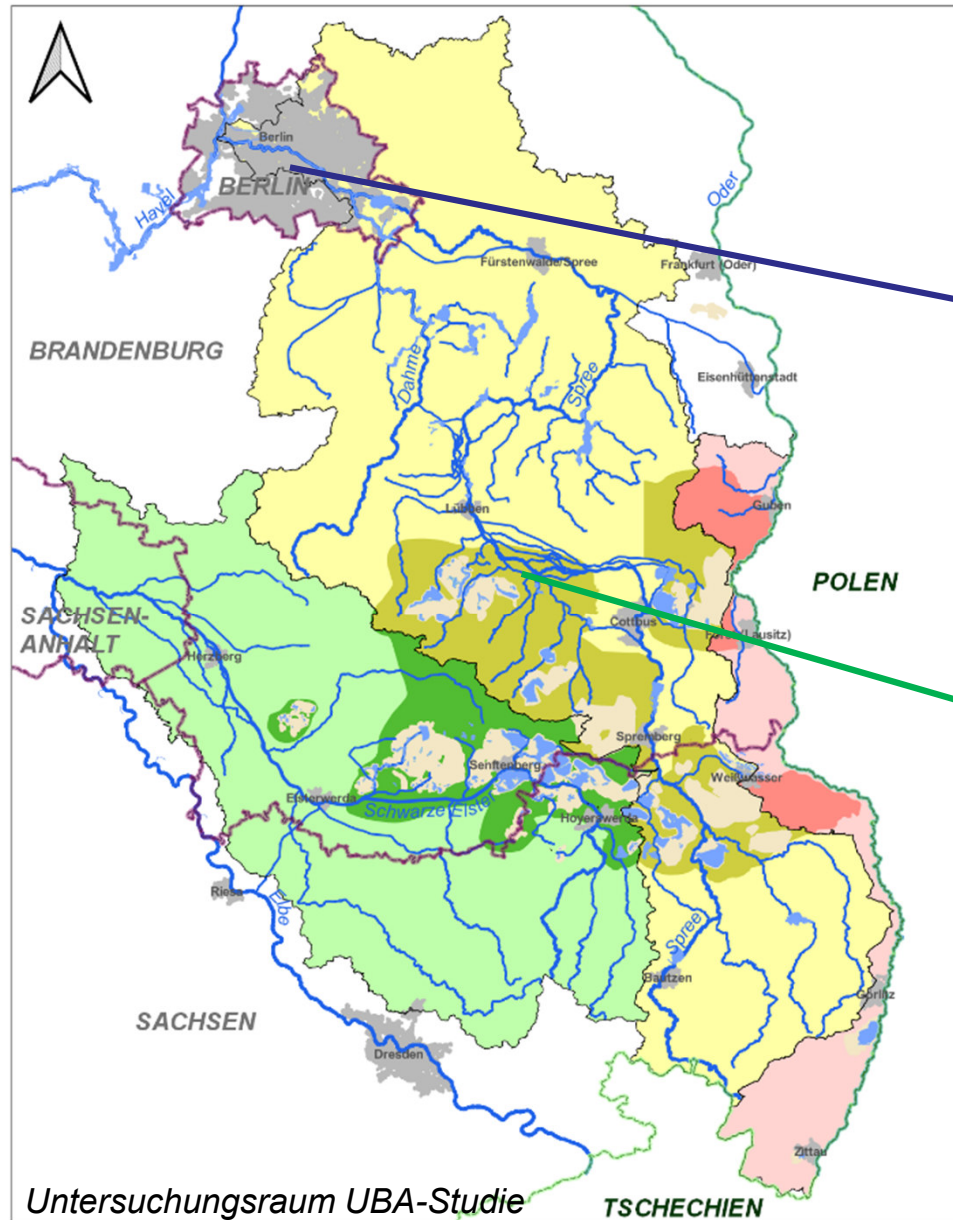 Berlin
BERLIN
Havel
Oder
Fürstenwalde/Spree
Frankfurt (Oder)
BRANDENBURG
Dahme
Spree
Eisenhüttenstadt
Lübben
Guben
POLEN
SACHSEN-
ANHALT
Cottbus
Forst (Lausitz)
Herzberg
Spremberg
Senftenberg
Weißwasser
Elsterwerda
Schwarze Elster
Hoyerswerda
Riesa
Elbe
Spree
Bautzen
Görlitz
SACHSEN
Dresden
Zittau
Untersuchungsraum UBA-Studie
TSCHECHIEN